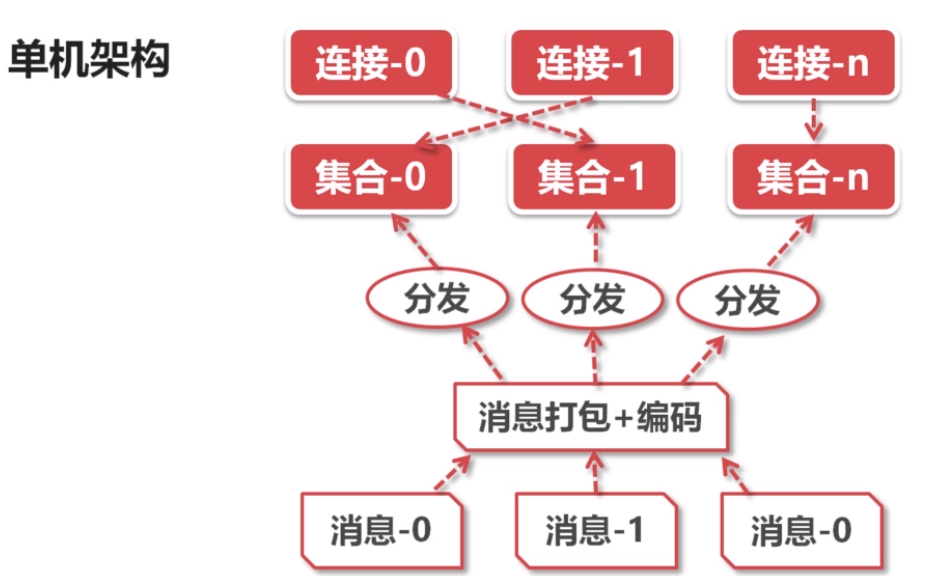 单机架构
连接-0
连接-1
连接-n
集合-0
集合-1
集合-n
分发
分发
分发
消息打包+编码
消息-0
消息-1
消息-0